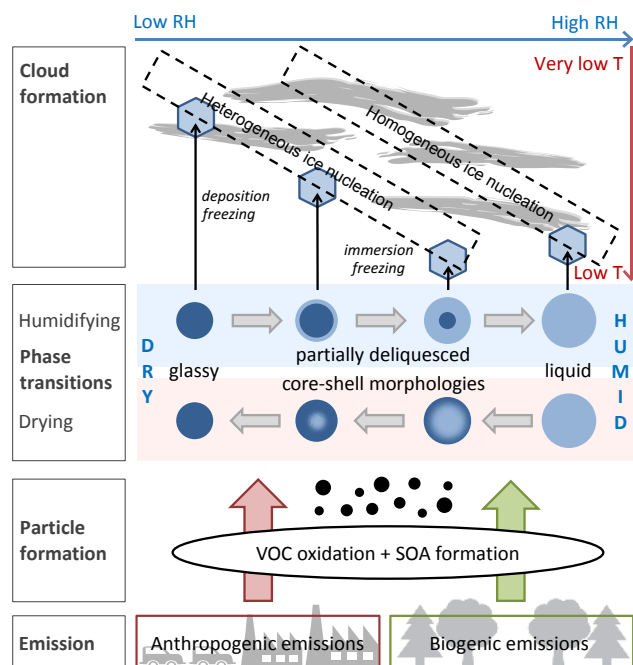 Low RH
High RH
Cloud
formation
Very low T
Heterogeneous ice nucleation
Homogeneous ice nucleation
deposition
freezing
immersion
freezing
Low T
Humidifying
Phase
transitions
Drying
DRY
glassy
partially deliquesced
core-shell morphologies
liquid
HUMID
Particle
formation
VOC oxidation + SOA formation
Emission
Anthropogenic emissions
Biogenic emissions